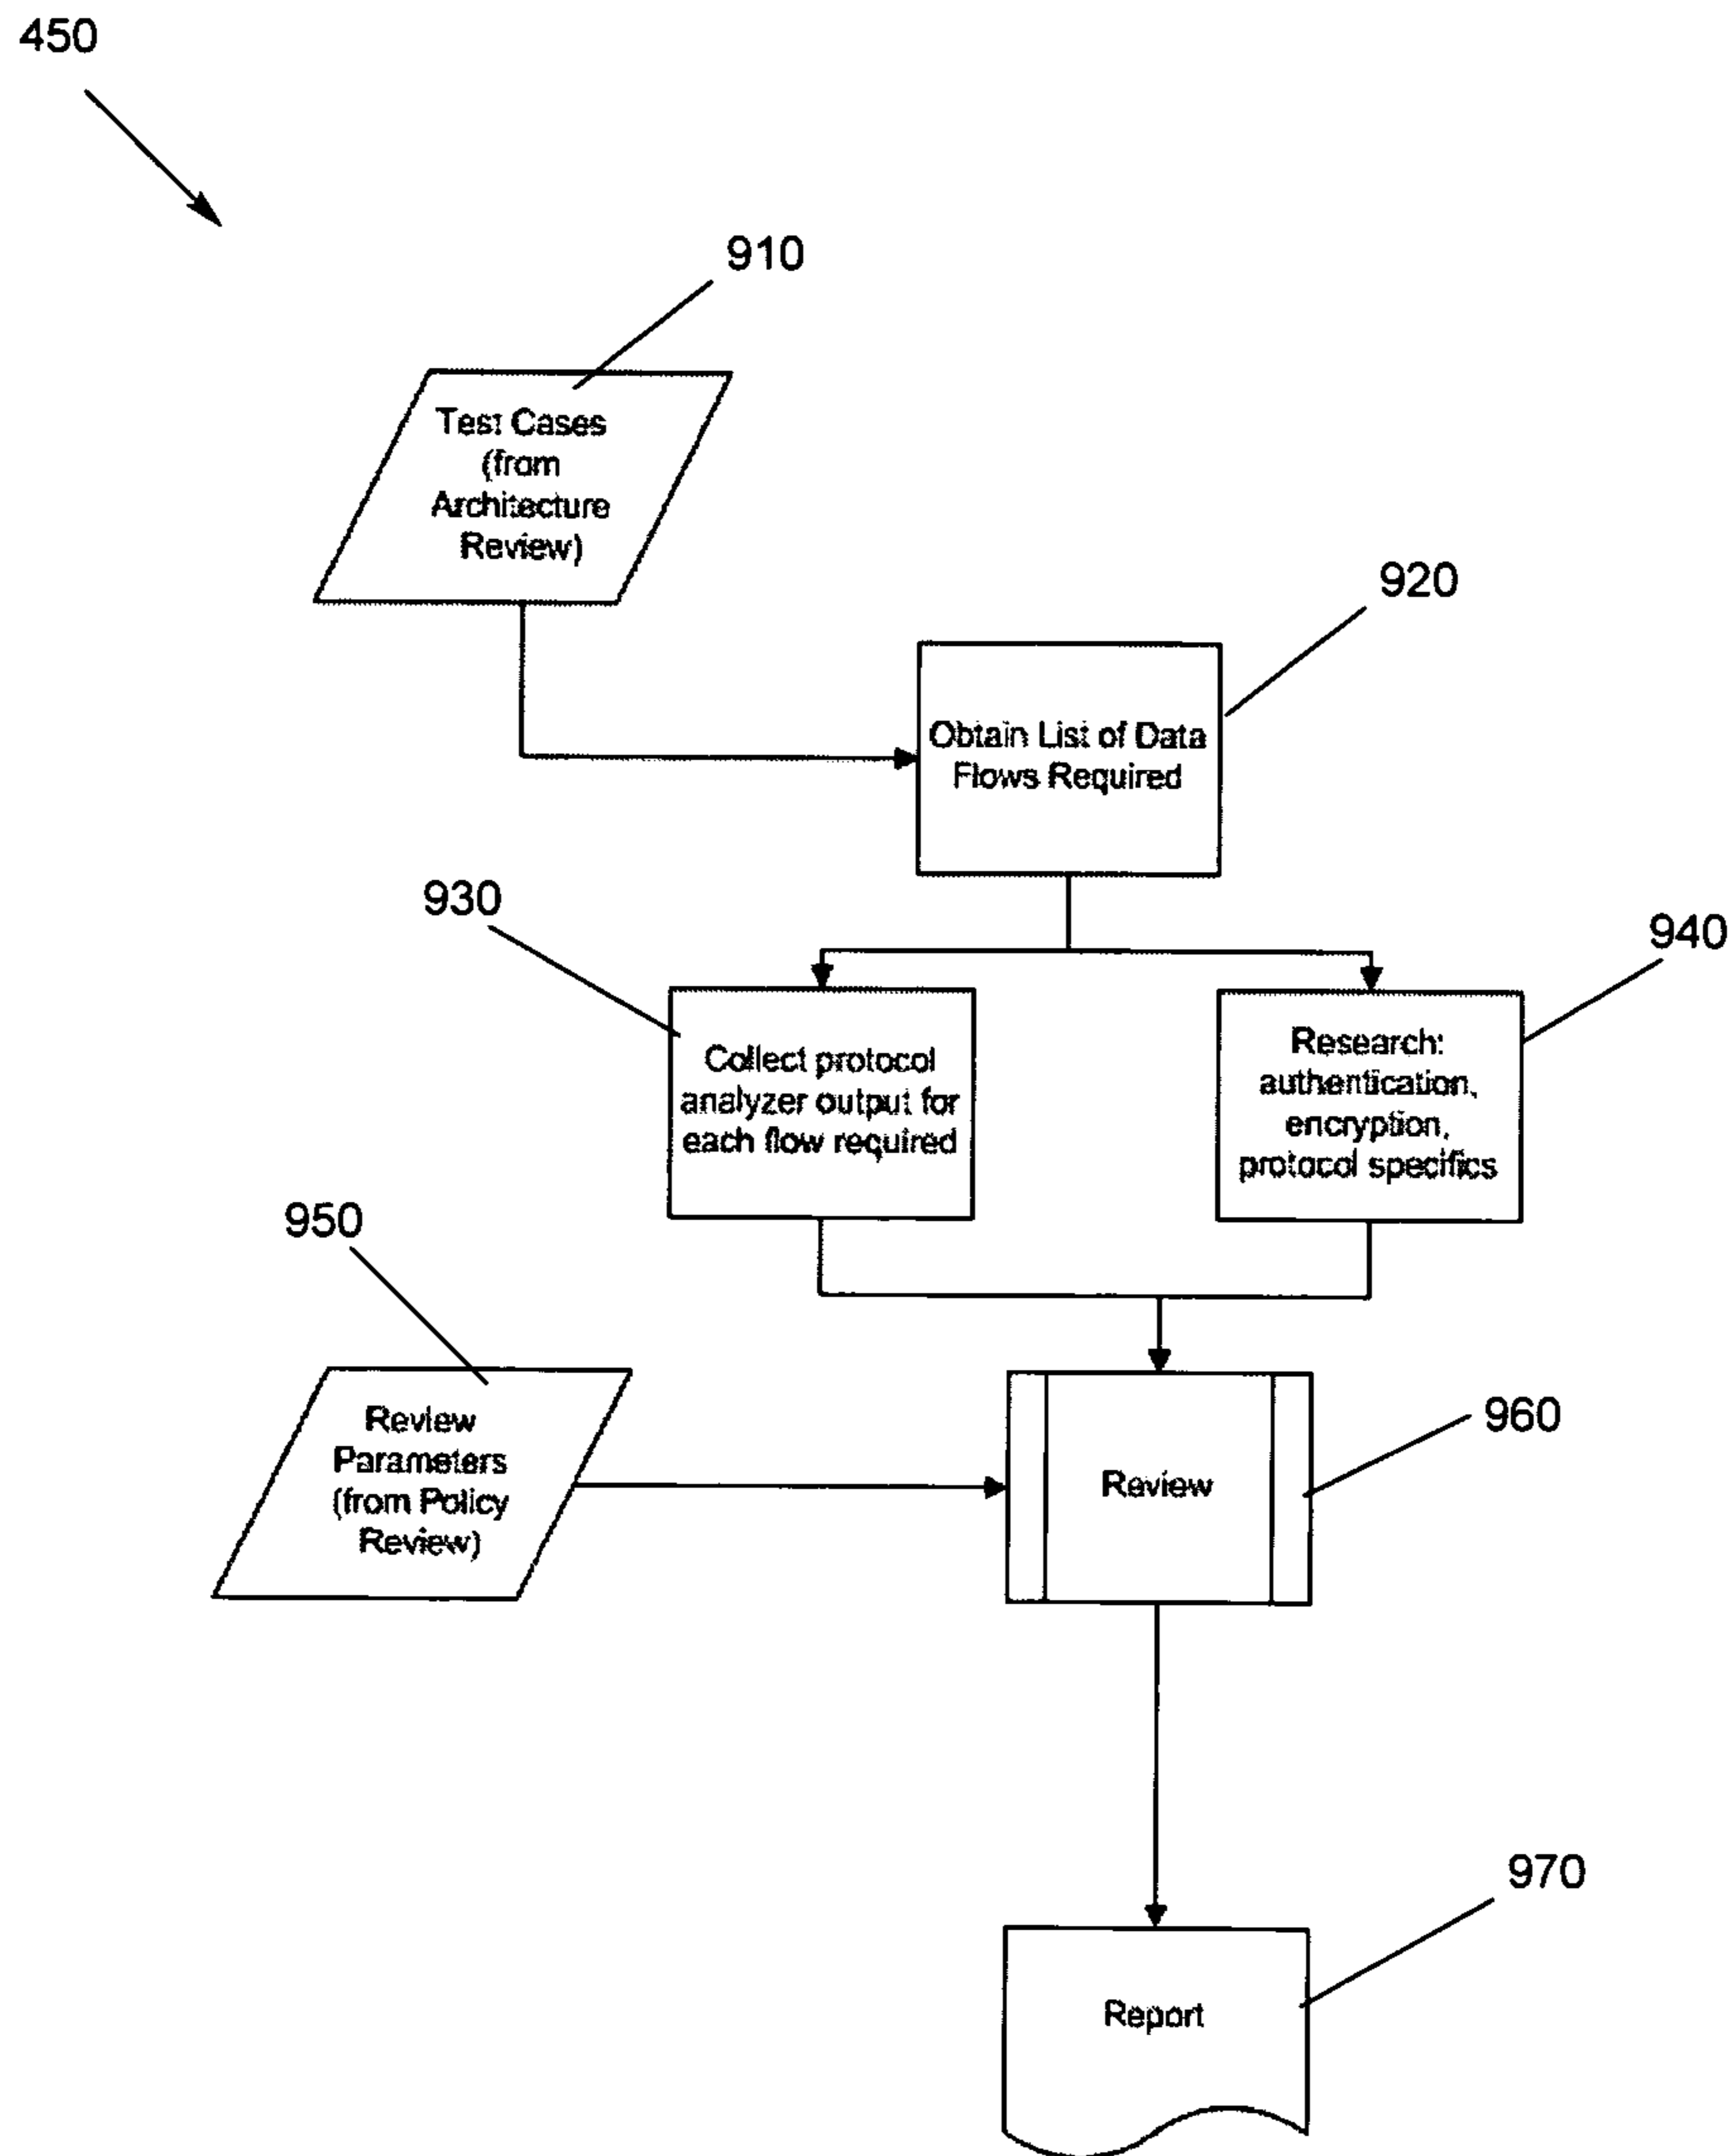 450
910
Test Cases
(from
Architecture
Review)
920
Obtain List of Data
Flows Required
930
Collect protocol
analyzer output for
each flow required
940
Research:
authentication,
encryption,
protocol specifics
950
Review
Parameters
(from Policy
Review)
960
Review
970
Report